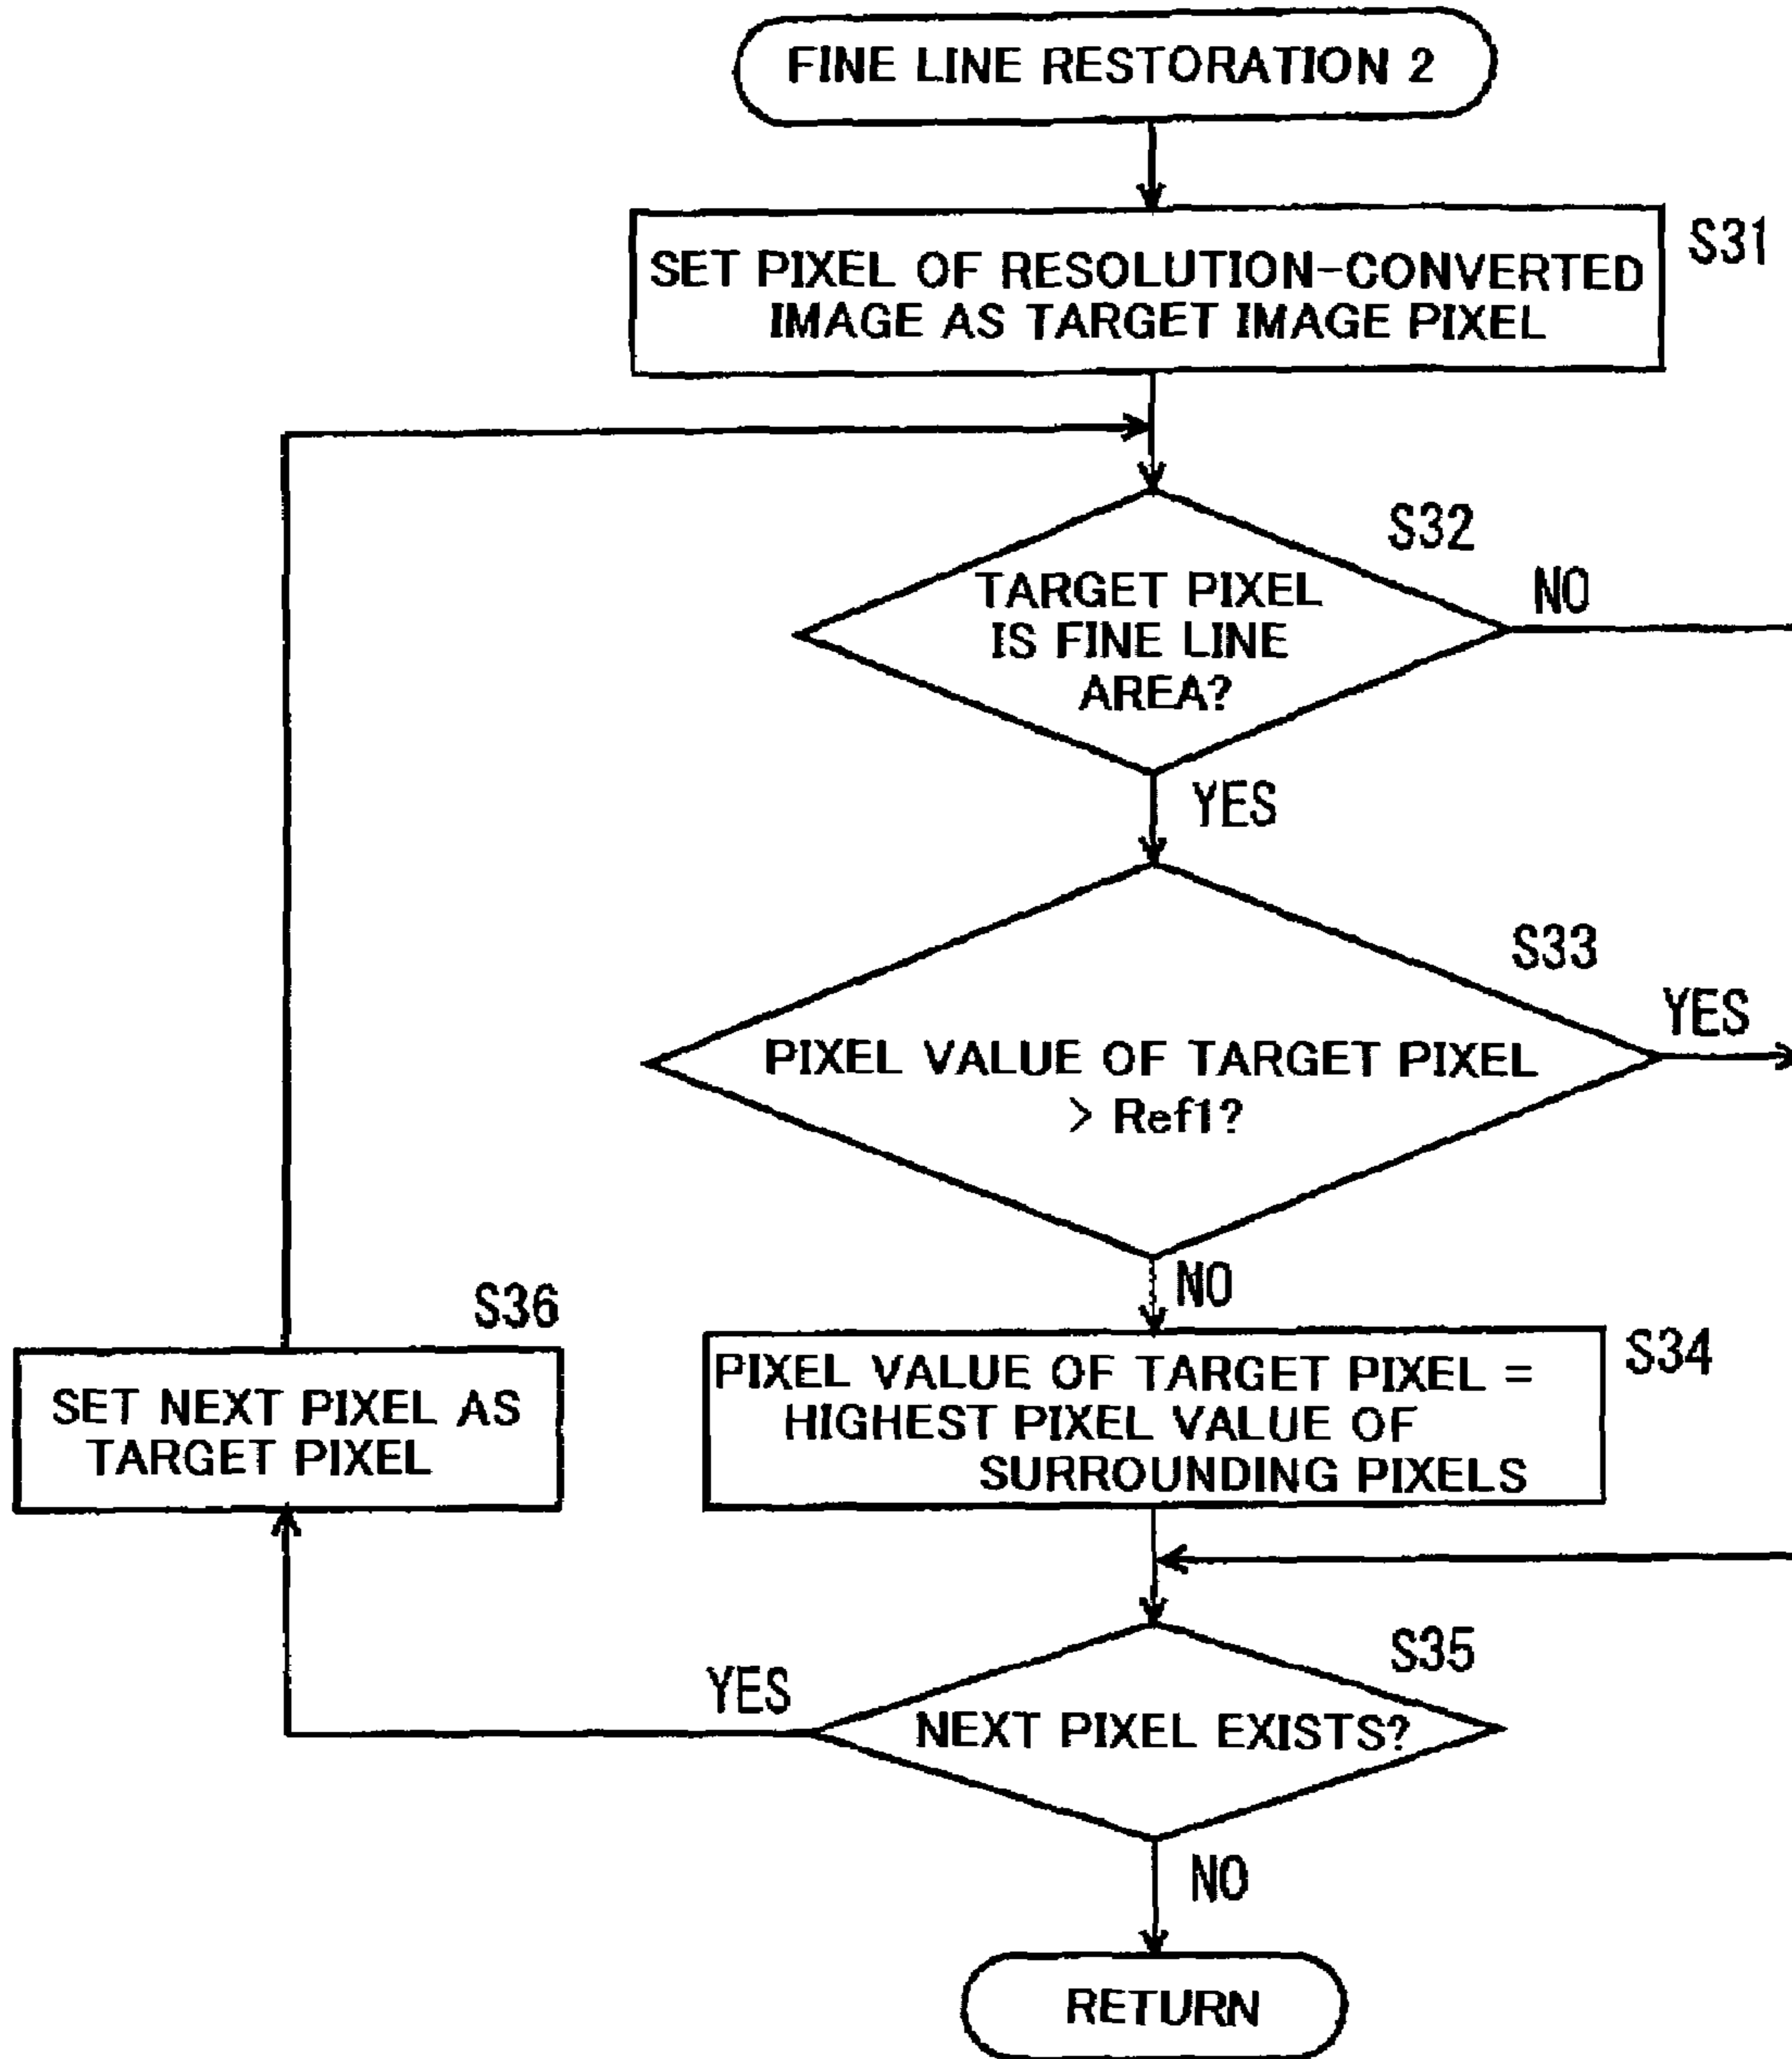 FINE LINE RESTORATION 2
S31
SET PIXEL OF RESOLUTION-CONVERTED
IMAGE AS TARGET IMAGE PIXEL
S32
TARGET PIXEL
IS FINE LINE
AREA?
NO
YES
S33
PIXEL VALUE OF TARGET PIXEL
> Ref1?
YES
NO
S34
PIXEL VALUE OF TARGET PIXEL =
HIGHEST PIXEL VALUE OF
SURROUNDING PIXELS
S36
SET NEXT PIXEL AS
TARGET PIXEL
S35
NEXT PIXEL EXISTS?
YES
NO
RETURN